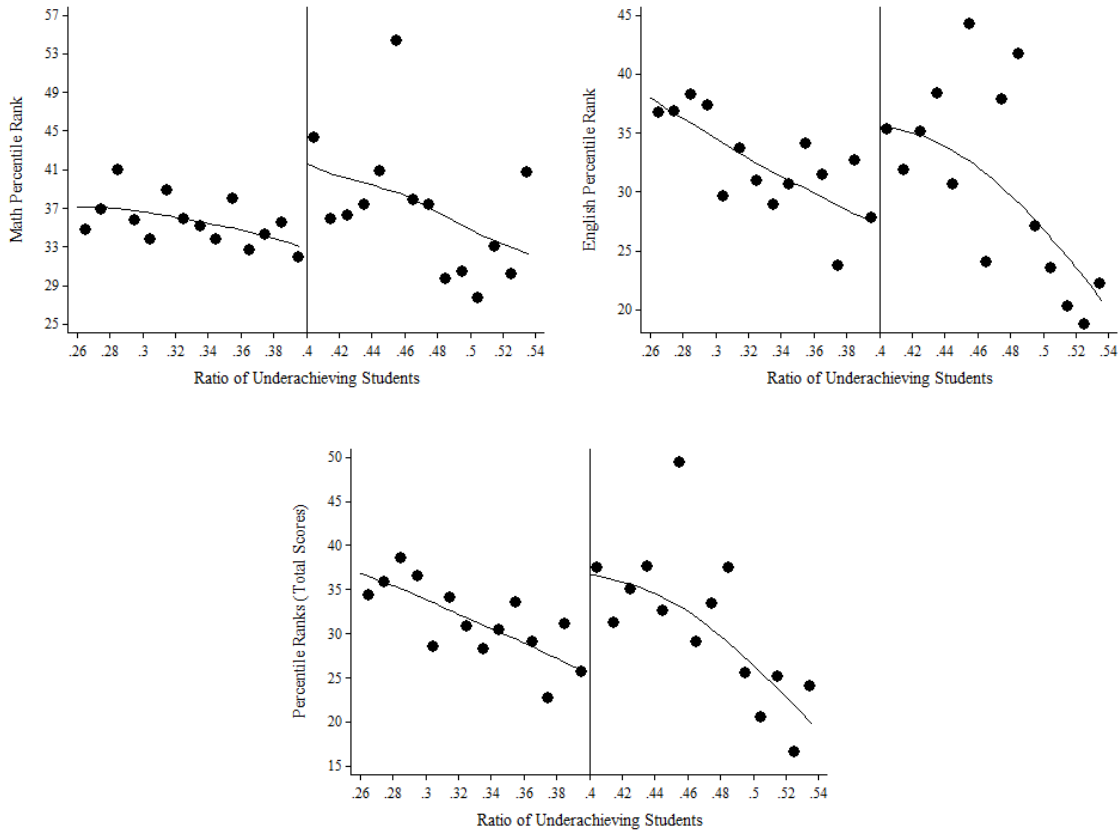 57
53
49
45
41
37
33
29
25
Math Percentile Rank
.26 .28 .3 .32 .34 .36 .38 .4 .42 .44 .46 .48 .5 .52 .54
Ratio of Underachieving Students
45
40
35
30
25
20
English Percentile Rank
.26 .28 .3 .32 .34 .36 .38 .4 .42 .44 .46 .48 .5 .52 .54
Ratio of Underachieving Students
50
45
40
35
30
25
20
15
Percentile Ranks (Total Scores)
.26 .28 .3 .32 .34 .36 .38 .4 .42 .44 .46 .48 .5 .52 .54
Ratio of Underachieving Students